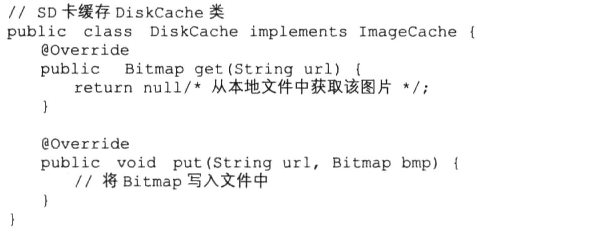 // SD 卡缓存 DiskCache 类
public class DiskCache implements ImageCache {
@Override
public Bitmap get(String url) {
return null/* 从本地文件中获取该图片 */;
}
@Override
public void put(String url, Bitmap bmp) {
// 将 Bitmap 写入文件中
}
}